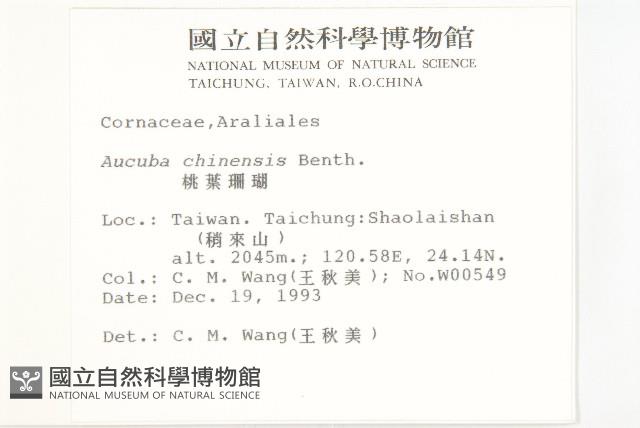 國立自然科學博物館
NATIONAL MUSEUM OF NATURAL SCIENCE
TAICHUNG, TAIWAN, R.O.CHINA
Cornaceae,Araliales
Aucuba chinensis Benth.
桃葉珊瑚
Loc.: Taiwan. Taichung:Shaolaishan
(稍來山)
alt. 2045m.; 120.58E, 24.14N.
Col.: C. M. Wang(王秋美); No.W00549
Date: Dec. 19, 1993
Det.: C. M. Wang(王秋美)
國立自然科學博物館
NATIONAL MUSEUM OF NATURAL SCIENCE